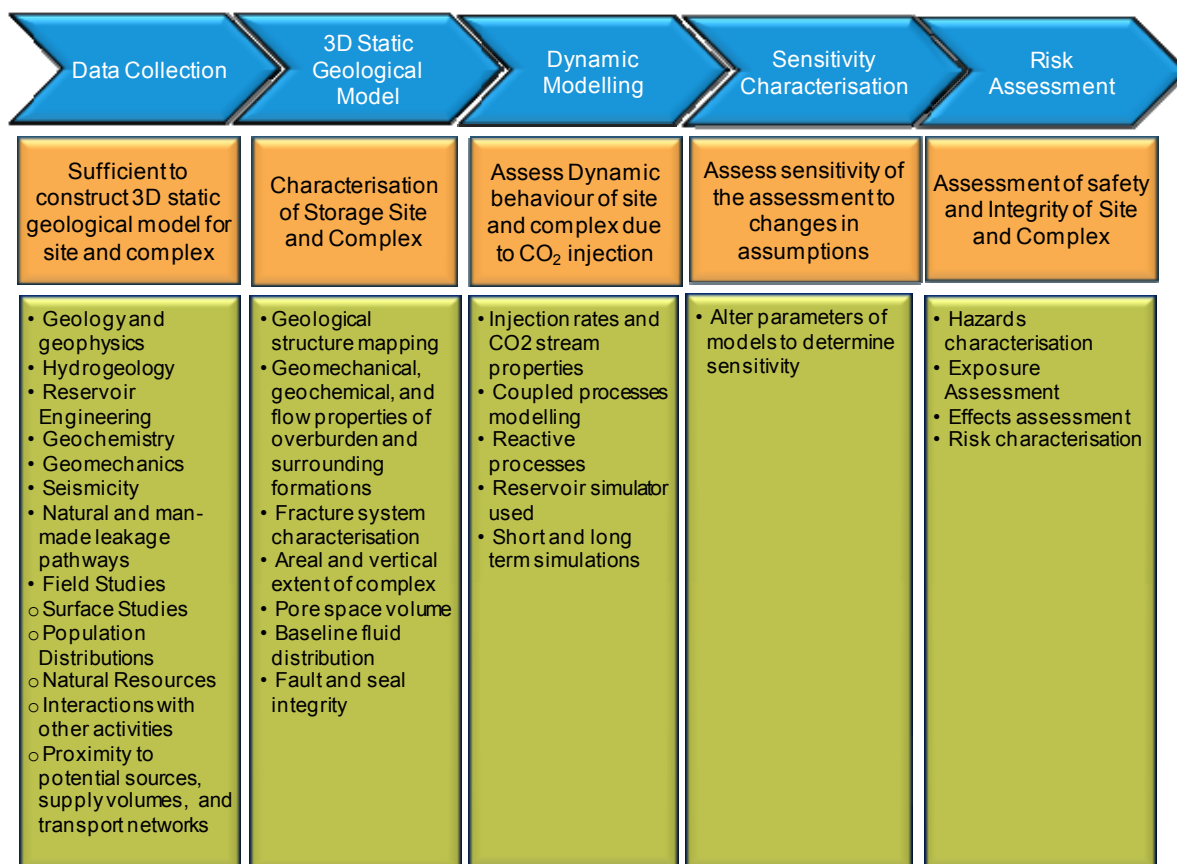 Data Collection
3D Static
Geological
Model
Dynamic
Modelling
Sensitivity
Characterisation
Risk
Assessment
Sufficient to
construct 3D static
geological model for
site and complex
Characterisation
of Storage Site
and Complex
Assess Dynamic
behaviour of site
and complex due
to CO₂ injection
Assess sensitivity of
the assessment to
changes in
assumptions
Assessment of safety
and Integrity of Site
and Complex
• Geology and
geophysics
• Hydrogeology
• Reservoir
Engineering
• Geochemistry
• Geomechanics
• Seismicity
• Natural and man-
made leakage
pathways
• Field Studies
o Surface Studies
o Population
Distributions
o Natural Resources
o Interactions with
other activities
o Proximity to
potential sources,
supply volumes, and
transport networks
• Geological
structure mapping
• Geomechanical,
geochemical, and
flow properties of
overburden and
surrounding
formations
• Fracture system
characterisation
• Areal and vertical
extent of complex
• Pore space volume
• Baseline fluid
distribution
• Fault and seal
integrity
• Injection rates and
CO2 stream
properties
• Coupled processes
modelling
• Reactive
processes
• Reservoir simulator
used
• Short and long
term simulations
• Alter parameters of
models to determine
sensitivity
• Hazards
characterisation
• Exposure
Assessment
• Effects assessment
• Risk characterisation